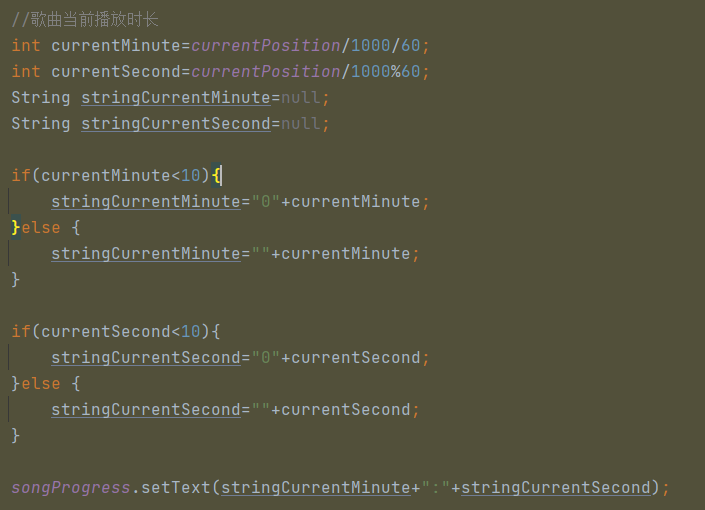 //歌曲当前播放时长
int currentMinute=currentPosition/1000/60;
int currentSecond=currentPosition/1000%60;
String stringCurrentMinute=null;
String stringCurrentSecond=null;
if(currentMinute<10){
stringCurrentMinute="0"+currentMinute;
}else {
stringCurrentMinute=""+currentMinute;
}
if(currentSecond<10){
stringCurrentSecond="0"+currentSecond;
}else {
stringCurrentSecond=""+currentSecond;
}
songProgress.setText(stringCurrentMinute+":"+stringCurrentSecond);